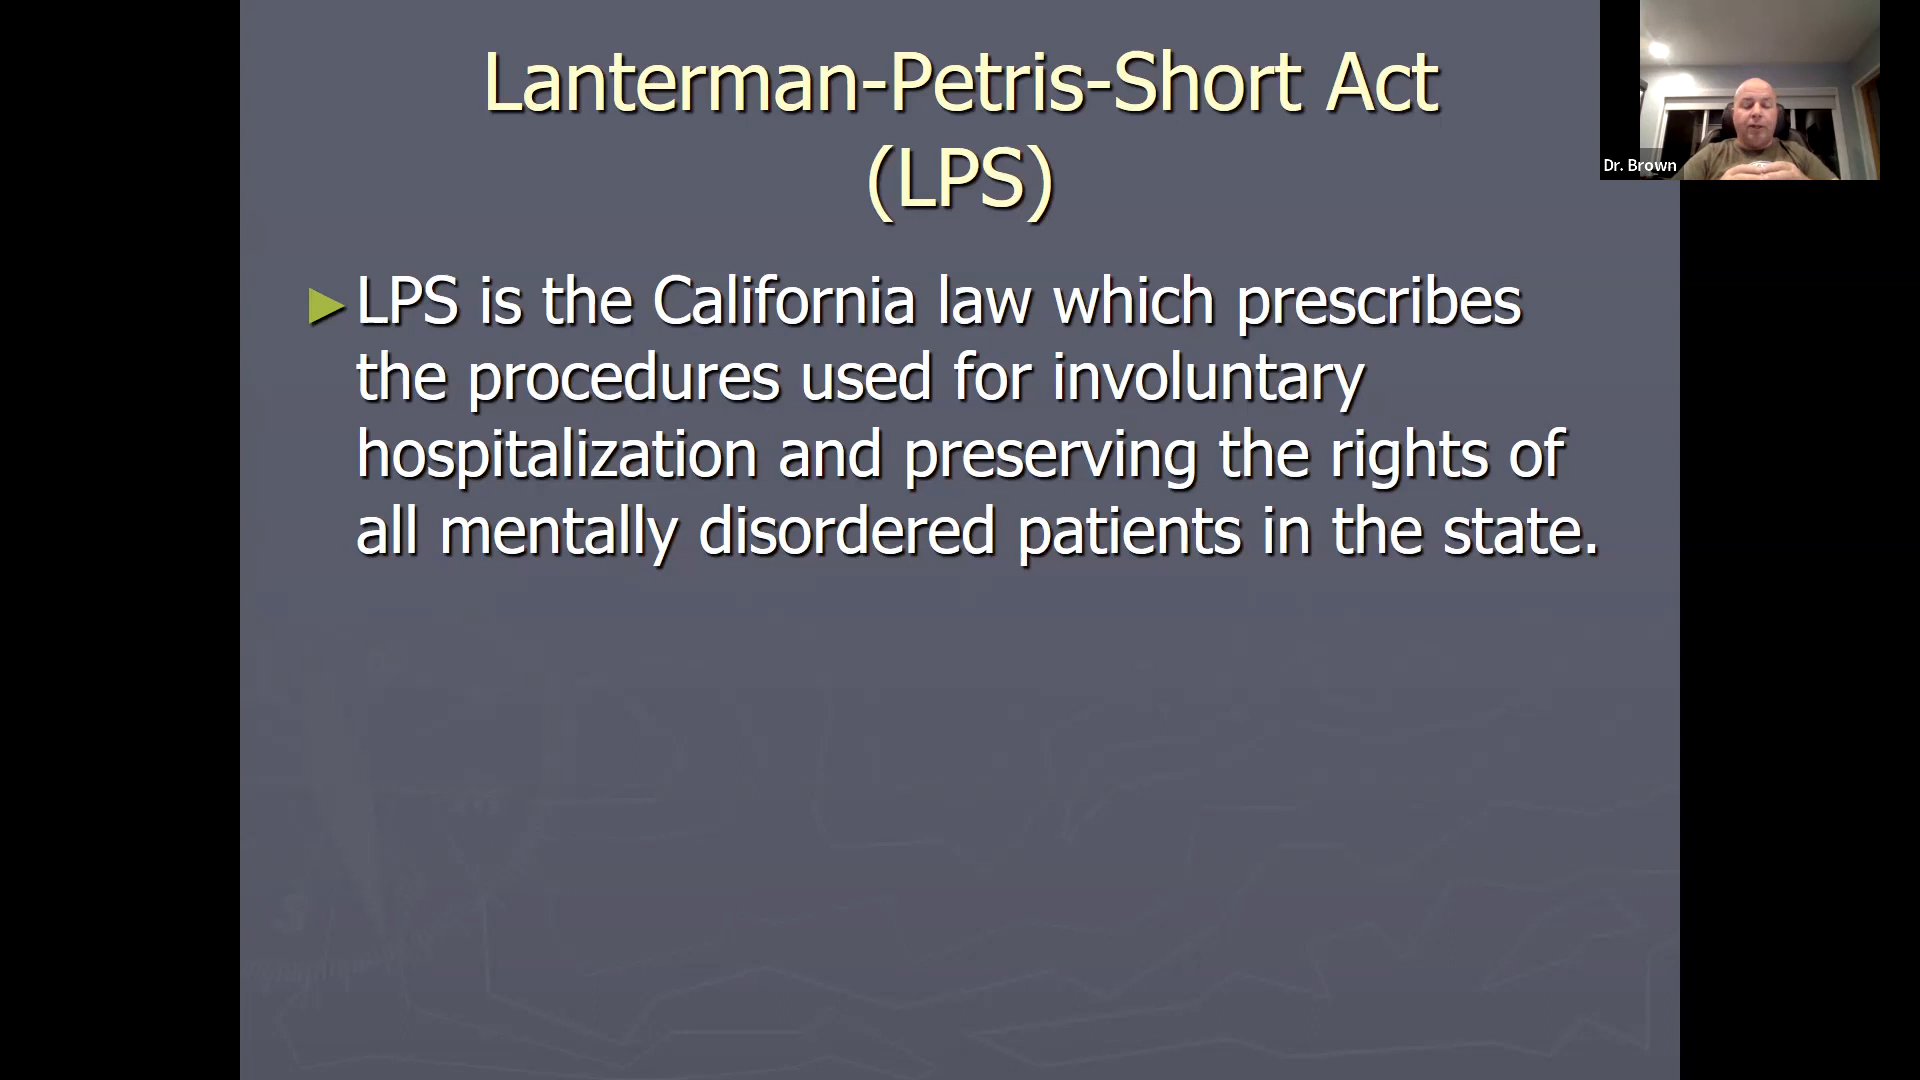 Lanterman-Petris-Short Act
(LPS)
Dr. Brown
►LPS is the California law which prescribes
the procedures used for involuntary
hospitalization and preserving the rights of
all mentally disordered patients in the state.